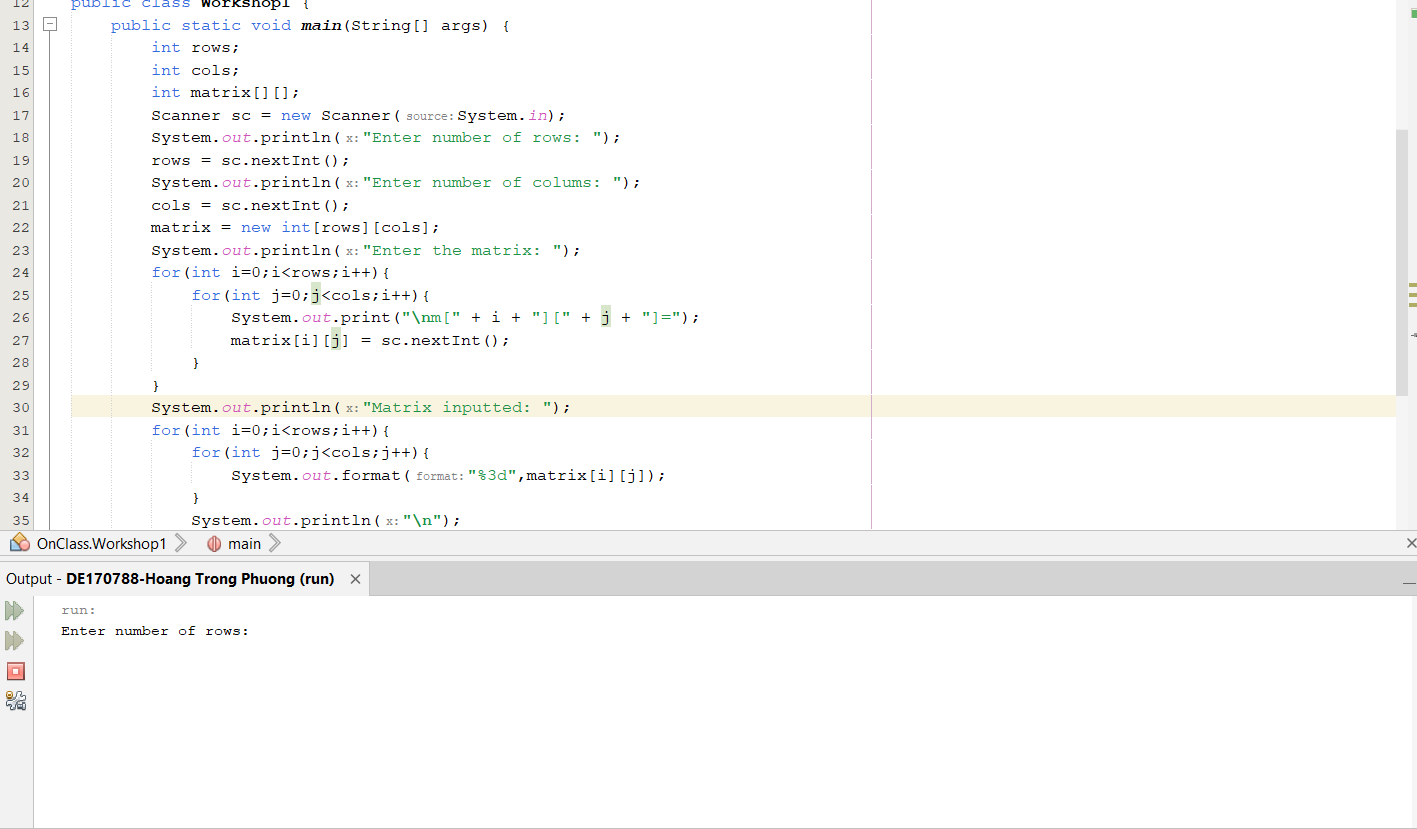 12 public class Workshop1 {
13 public static void main(String[] args) {
14 int rows;
15 int cols;
16 int matrix[][];
17 Scanner sc = new Scanner( source: System.in);
18 System.out.println( x: "Enter number of rows: ");
19 rows = sc.nextInt();
20 System.out.println( x: "Enter number of colums: ");
21 cols = sc.nextInt();
22 matrix = new int[rows][cols];
23 System.out.println( x: "Enter the matrix: ");
24 for(int i=0;i<rows;i++){
25 for(int j=0;j<cols;i++){
26 System.out.print("\nm[" + i + "][" + j + "]=");
27 matrix[i][j] = sc.nextInt();
28 }
29 }
30 System.out.println( x: "Matrix inputted: ");
31 for(int i=0;i<rows;i++){
32 for(int j=0;j<cols;j++){
33 System.out.format( format: "%3d",matrix[i][j]);
34 }
35 System.out.println( x: "\n");
OnClass.Workshop1 main
Output - DE170788-Hoang Trong Phuong (run)
run:
Enter number of rows: